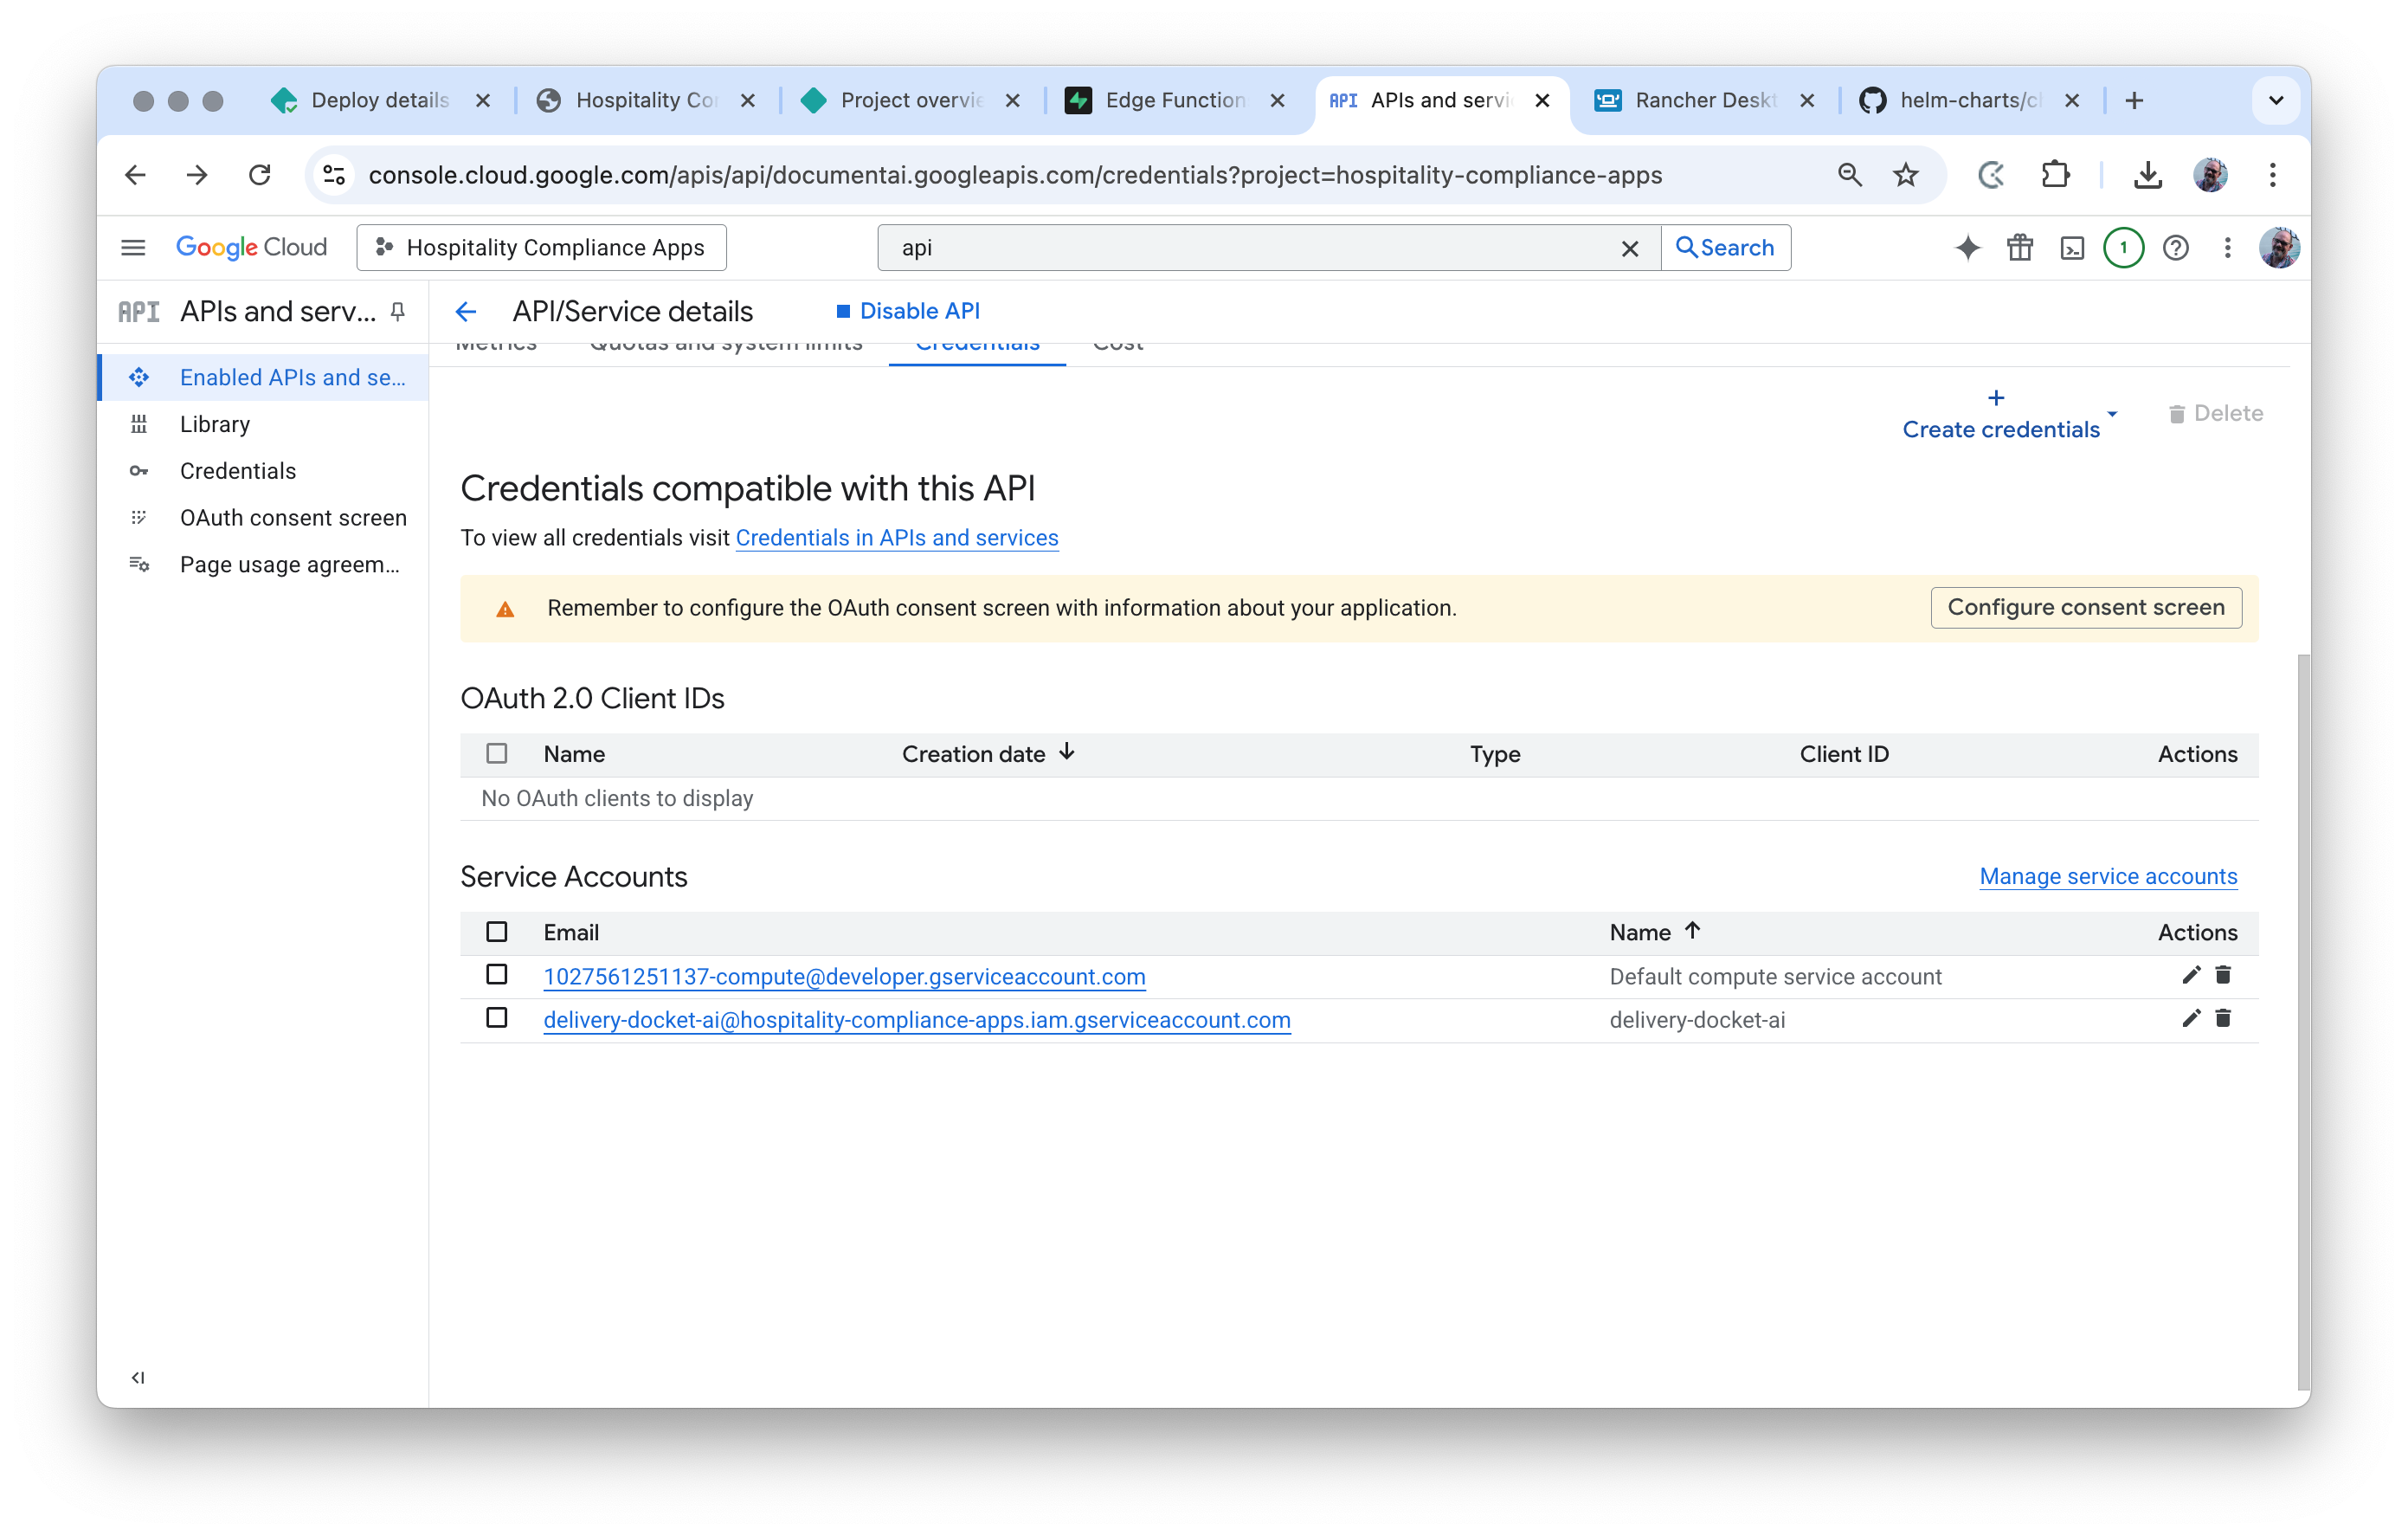 Deploy details
Hospitality Co
Project overvie
Edge Function
API APIs and servi
Rancher Deskt
helm-charts/c
console.cloud.google.com/apis/api/documentai.googleapis.com/credentials?project=hospitality-compliance-apps
Google Cloud
Hospitality Compliance Apps
api
Search
1
API APIs and serv...
API/Service details
Disable API
Metrics
Quotas and system limits
Credentials
Cost
Enabled APIs and se...
Library
Credentials
OAuth consent screen
Page usage agreem...
Create credentials
Delete
Credentials compatible with this API
To view all credentials visit Credentials in APIs and services
Remember to configure the OAuth consent screen with information about your application.
Configure consent screen
OAuth 2.0 Client IDs
Name Creation date Type Client ID Actions
No OAuth clients to display
Service Accounts
Manage service accounts
Email Name Actions
1027561251137-compute@developer.gserviceaccount.com Default compute service account
delivery-docket-ai@hospitality-compliance-apps.iam.gserviceaccount.com delivery-docket-ai